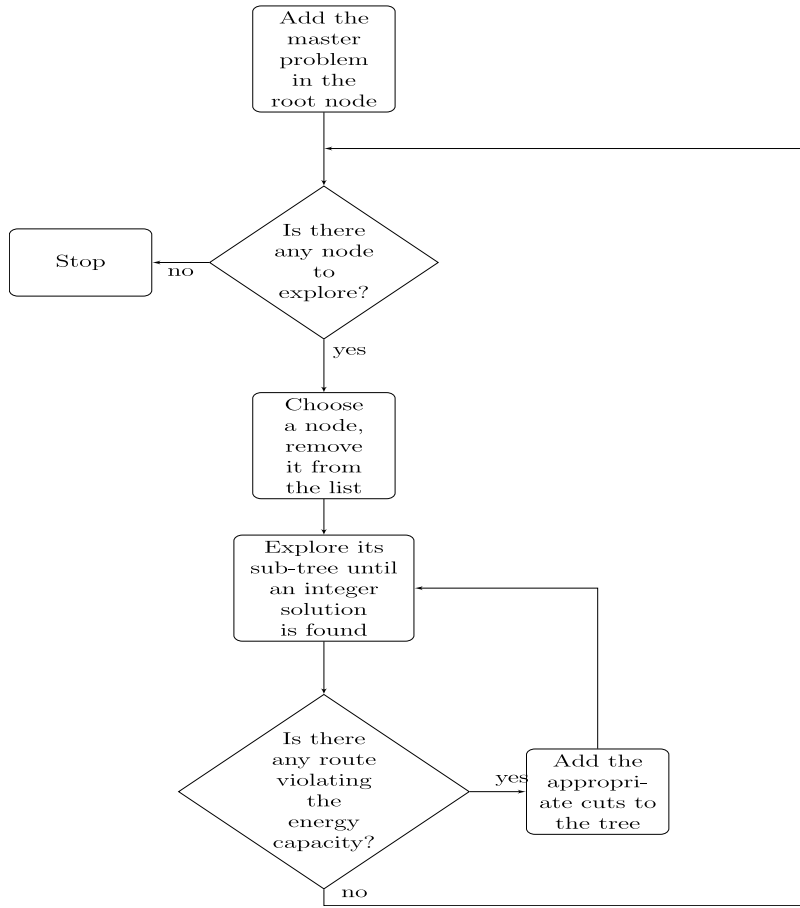 Add the
master
problem
in the
root node
Is there
any node
to
explore?
Stop
no
yes
Choose
a node,
remove
it from
the list
Explore its
sub-tree until
an integer
solution
is found
Is there
any route
violating
the
energy
capacity?
yes
Add the
appropri-
ate cuts to
the tree
no